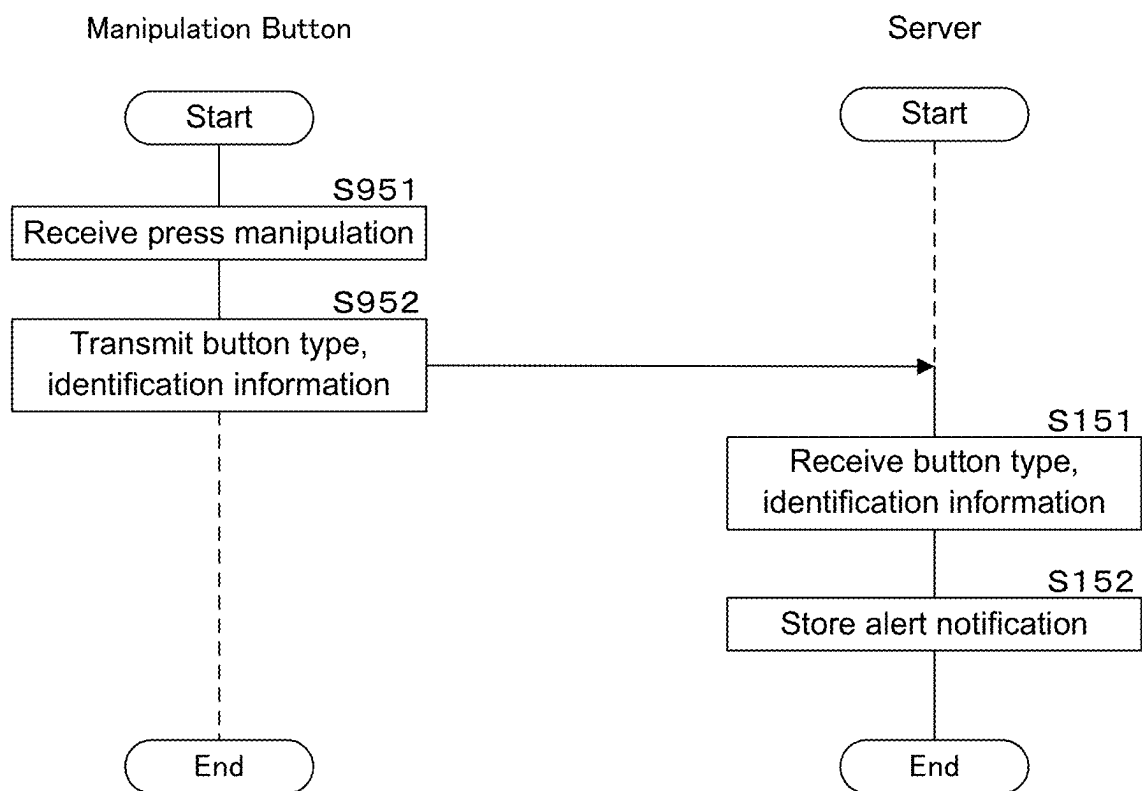 Manipulation Button
Server
Start
Start
S951
Receive press manipulation
S952
Transmit button type,
identification information
S151
Receive button type,
identification information
S152
Store alert notification
End
End